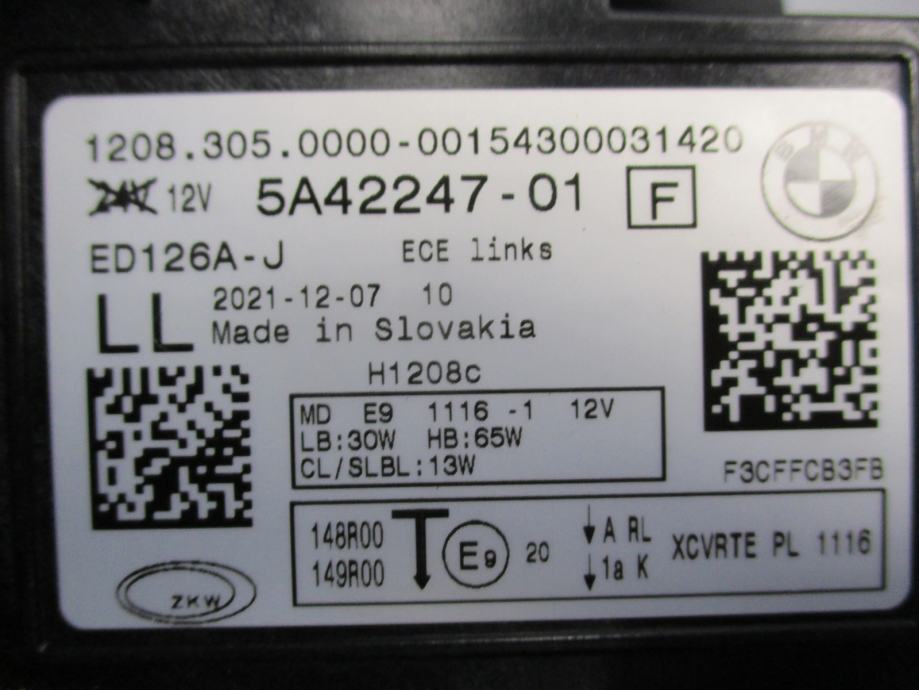 1208.305.0000-00154300031420
24V 12V 5A42247-01 F
BMW
ED126A-J ECE links
LL 2021-12-07 10
Made in Slovakia
H1208c
MD E9 1116 -1 12V
LB:30W HB:65W
CL/SLBL:13W
F3CFFCB3FB
148R00 T E9 20 ↓A RL XCVRTE PL 1116
149R00 ↓1a K
ZKW